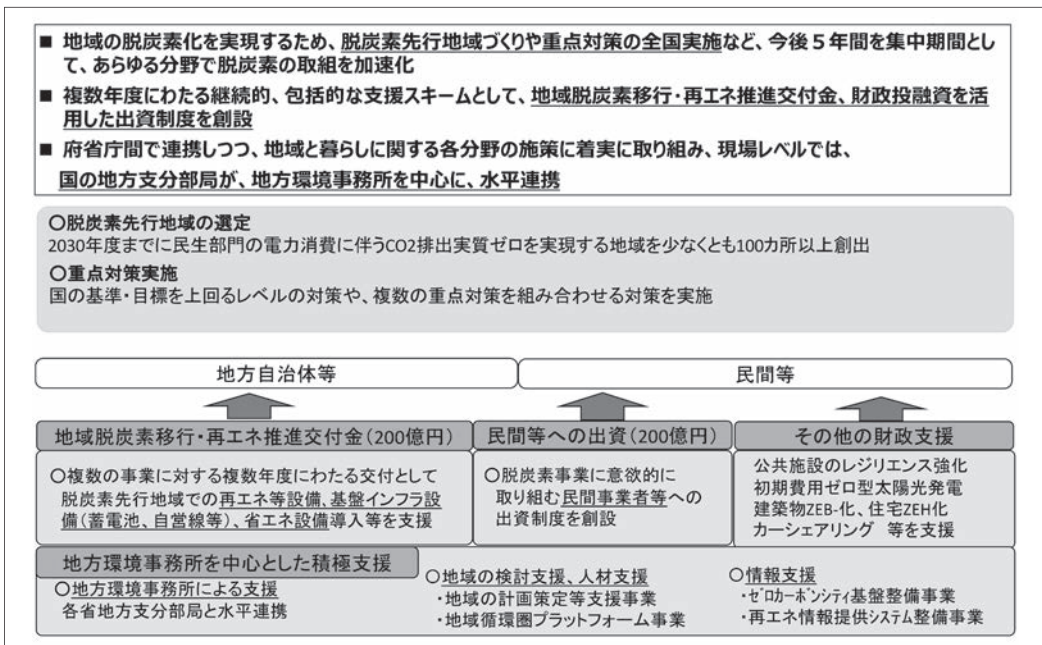 ■ 地域の脱炭素化を実現するため、脱炭素先行地域づくりや重点対策の全国実施など、今後５年間を集中期間とし
て、あらゆる分野で脱炭素の取組を加速化
■ 複数年度にわたる継続的、包括的な支援スキームとして、地域脱炭素移行・再エネ推進交付金、財政投融資を活
用した出資制度を創設
■ 府省庁間で連携しつつ、地域と暮らしに関する各分野の施策に着実に取り組み、現場レベルでは、
国の地方支分部局が、地方環境事務所を中心に、水平連携
〇脱炭素先行地域の選定
2030年度までに民生部門の電力消費に伴うCO2排出実質ゼロを実現する地域を少なくとも100カ所以上創出
〇重点対策実施
国の基準・目標を上回るレベルの対策や、複数の重点対策を組み合わせる対策を実施
地方自治体等
民間等
地域脱炭素移行・再エネ推進交付金(200億円)
〇複数の事業に対する複数年度にわたる交付として
脱炭素先行地域での再エネ等設備、基盤インフラ設
備(蓄電池、自営線等)、省エネ設備導入等を支援
民間等への出資(200億円)
〇脱炭素事業に意欲的に
取り組む民間事業者等への
出資制度を創設
その他の財政支援
公共施設のレジリエンス強化
初期費用ゼロ型太陽光発電
建築物ZEB-化、住宅ZEH化
カーシェアリング 等を支援
地方環境事務所を中心とした積極支援
〇地方環境事務所による支援
各省地方支分部局と水平連携
〇地域の検討支援、人材支援
・地域の計画策定等支援事業
・地域循環圏プラットフォーム事業
〇情報支援
・ｾﾞﾛｶｰﾎﾞﾝｼﾃｨ基盤整備事業
・再エネ情報提供システム整備事業